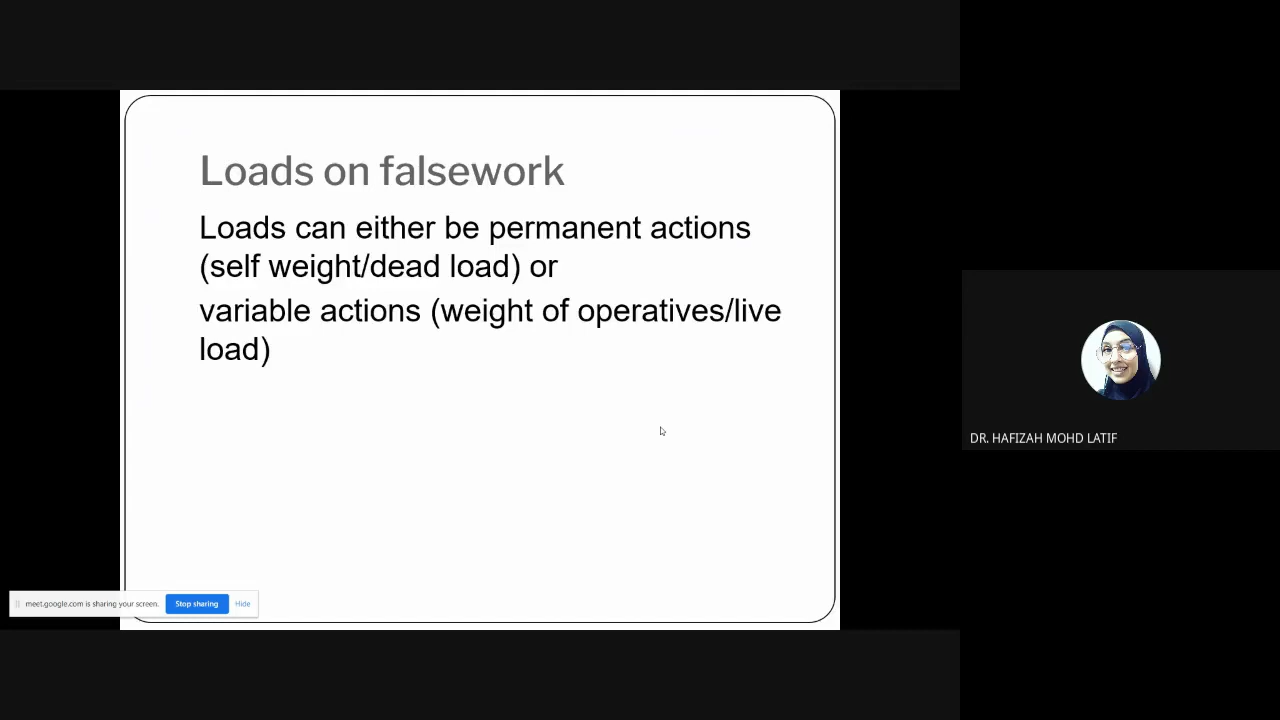 Loads on falsework
Loads can either be permanent actions
(self weight/dead load) or
variable actions (weight of operatives/live
load)
DR. HAFIZAH MOHD LATIF
meet.google.com is sharing your screen.
Stop sharing
Hide